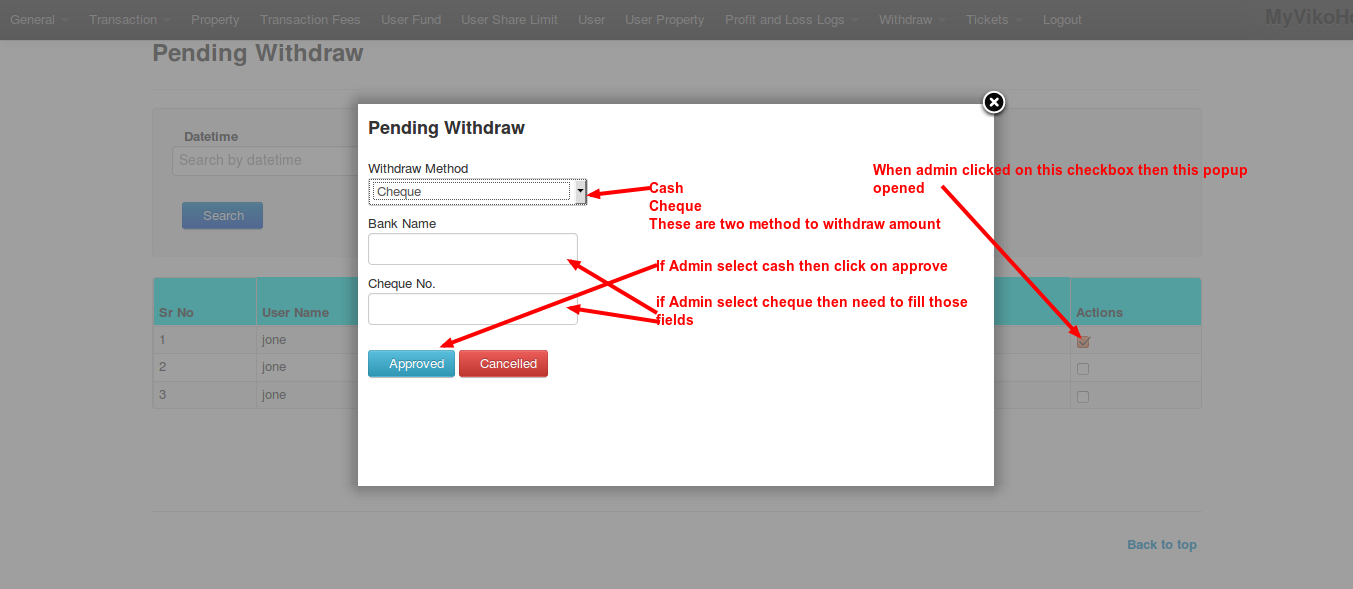 General Transaction Property Transaction Fees User Fund User Share Limit User User Property Profit and Loss Logs Withdraw Tickets Logout
Pending Withdraw
Datetime
Search by datetime
Search
Pending Withdraw
Withdraw Method
Cheque
Bank Name
Cheque No.
Approved Cancelled
Cash
Cheque
These are two method to withdraw amount
If Admin select cash then click on approve
if Admin select cheque then need to fill those
fields
When admin clicked on this checkbox then this popup
opened
Sr No User Name Actions
1 jone
2 jone
3 jone
Back to top